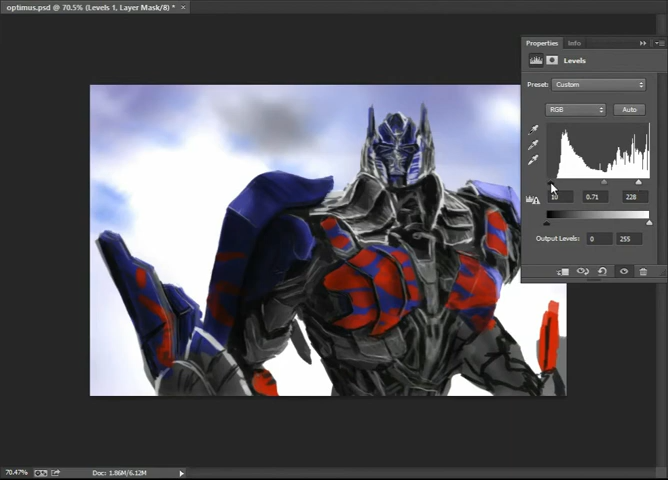 optimus.psd @ 70.5% (Levels 1, Layer Mask/8) * ×
Properties Info
Levels
Preset: Custom
RGB Auto
10 0.71 228
Output Levels: 0 255
70.47% Doc: 1.86M/6.12M